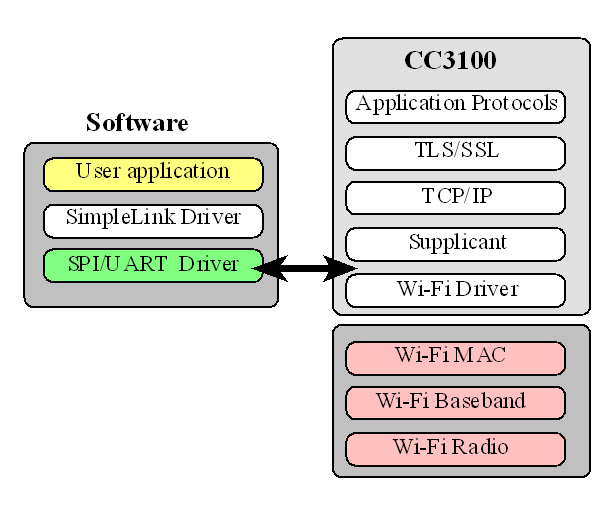 Software
User application
SimpleLink Driver
SPI/UART Driver
CC3100
Application Protocols
TLS/SSL
TCP/IP
Supplicant
Wi-Fi Driver
Wi-Fi MAC
Wi-Fi Baseband
Wi-Fi Radio